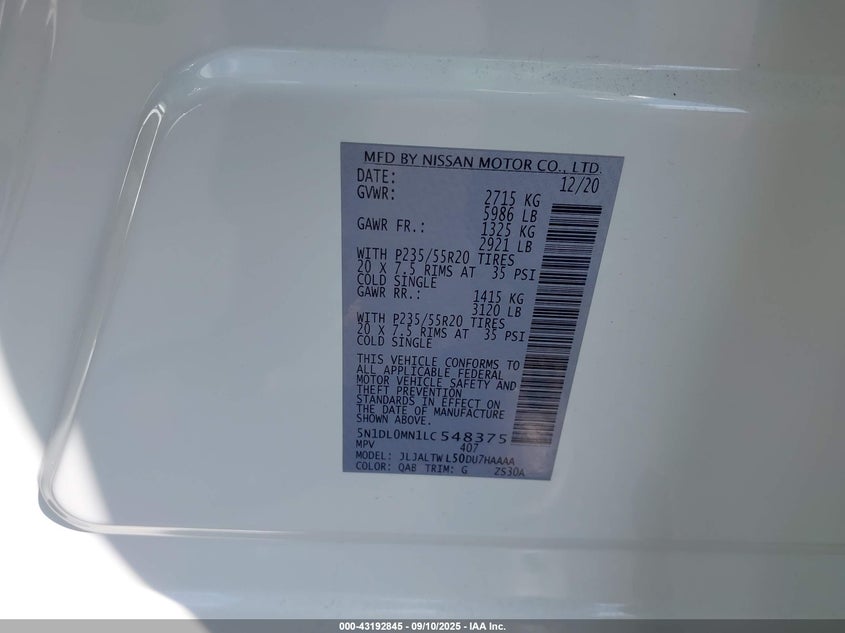 MFD BY NISSAN MOTOR CO., LTD.
DATE: 12/20
GVWR: 2715 KG
5986 LB
GAWR FR.: 1325 KG
2921 LB
WITH P235/55R20 TIRES
20 X 7.5 RIMS AT 35 PSI
COLD SINGLE
GAWR RR.: 1415 KG
3120 LB
WITH P235/55R20 TIRES
20 X 7.5 RIMS AT 35 PSI
COLD SINGLE
THIS VEHICLE CONFORMS TO
ALL APPLICABLE FEDERAL
MOTOR VEHICLE SAFETY AND
THEFT PREVENTION
STANDARDS IN EFFECT ON
THE DATE OF MANUFACTURE
SHOWN ABOVE.
5N1DL0MN1LC548375
MPV 407
MODEL: JLJALTWL50DU7HAAAA
COLOR: QAB TRIM: G ZS30A
000-43192845 - 09/10/2025 - IAA Inc.